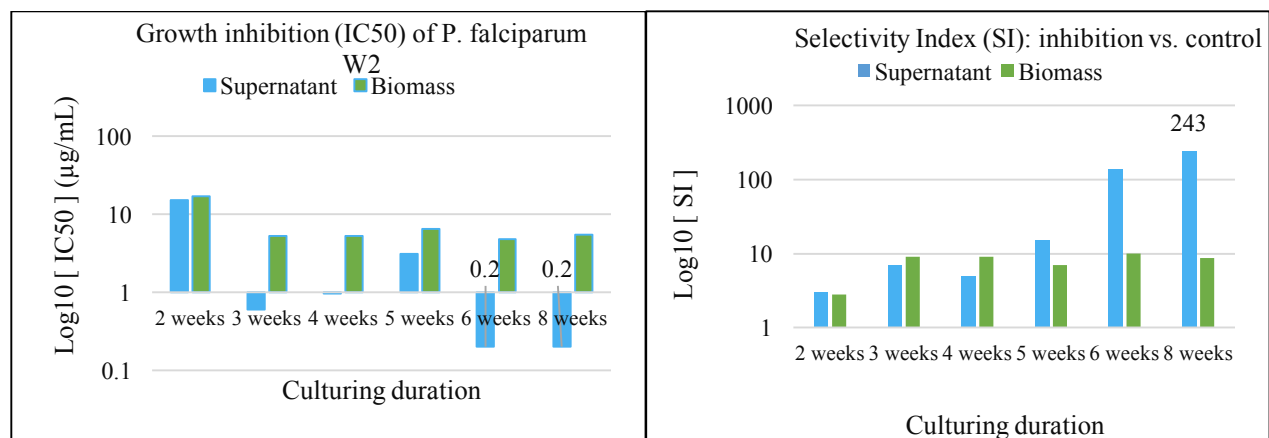 Growth inhibition (IC50) of P. falciparum
W2
Supernatant Biomass
Log10 [ IC50 ] (µg/mL)
100
10
1
0.1
0.2
0.2
2 weeks 3 weeks 4 weeks 5 weeks 6 weeks 8 weeks
Culturing duration
Selectivity Index (SI): inhibition vs. control
Supernatant Biomass
Log10 [ SI ]
1000
100
10
1
243
2 weeks 3 weeks 4 weeks 5 weeks 6 weeks 8 weeks
Culturing duration